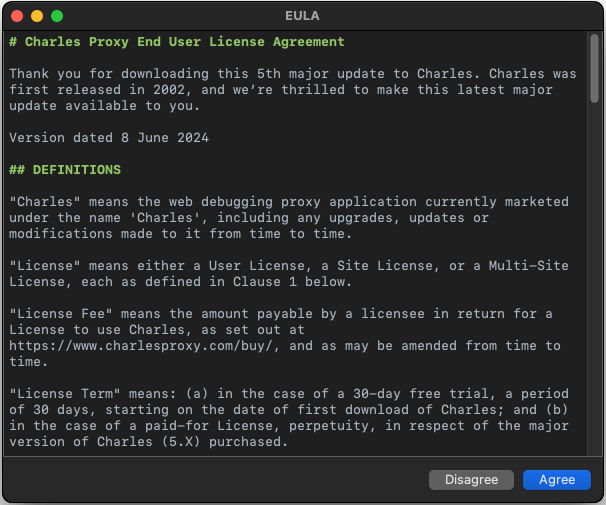 EULA
# Charles Proxy End User License Agreement
Thank you for downloading this 5th major update to Charles. Charles was
first released in 2002, and we’re thrilled to make this latest major
update available to you.
Version dated 8 June 2024
## DEFINITIONS
"Charles" means the web debugging proxy application currently marketed
under the name 'Charles', including any upgrades, updates or
modifications made to it from time to time.
"License" means either a User License, a Site License, or a Multi-Site
License, each as defined in Clause 1 below.
"License Fee" means the amount payable by a licensee in return for a
License to use Charles, as set out at
https://www.charlesproxy.com/buy/, and as may be amended from time to
time.
"License Term" means: (a) in the case of a 30-day free trial, a period
of 30 days, starting on the date of first download of Charles; and (b)
in the case of a paid-for License, perpetuity, in respect of the major
version of Charles (5.X) purchased.
Disagree
Agree